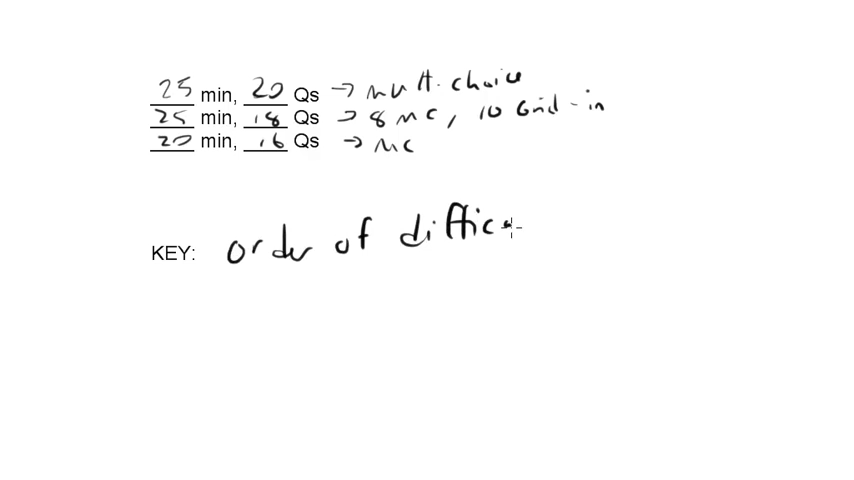 25 min, 20 Qs → mult. choice
25 min, 18 Qs → 8 MC, 10 Grid-in
20 min, 16 Qs → MC
KEY: order of diffic